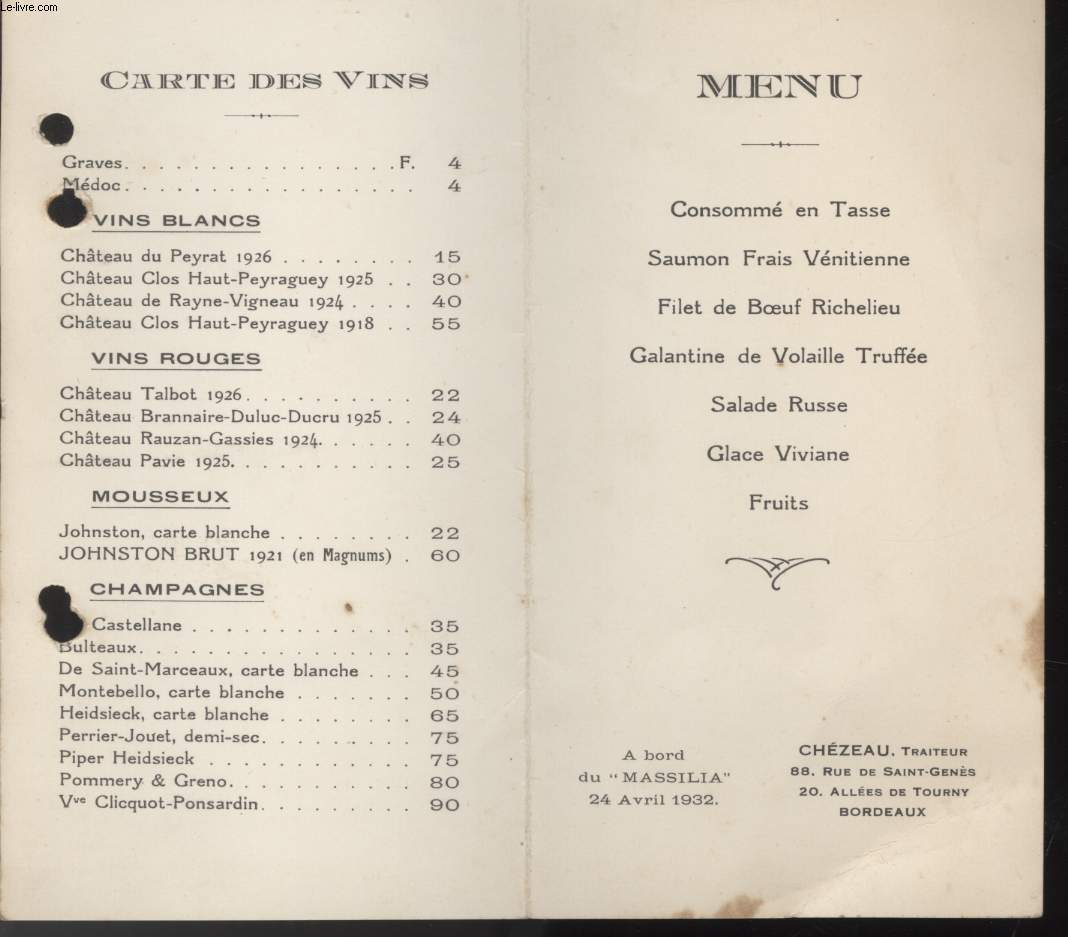 Le-livre.com
CARTE DES VINS
Graves. . . . . . . . . . . . . . . . . F. 4
Médoc. . . . . . . . . . . . . . . . . . 4
VINS BLANCS
Château du Peyrat 1926 . . . . . . . . 15
Château Clos Haut-Peyraguey 1925 . . 30
Château de Rayne-Vigneau 1924 . . . . 40
Château Clos Haut-Peyraguey 1918 . . 55
VINS ROUGES
Château Talbot 1926. . . . . . . . . . 22
Château Brannaire-Duluc-Ducru 1925 . . 24
Château Rauzan-Gassies 1924. . . . . . 40
Château Pavie 1925. . . . . . . . . . . 25
MOUSSEUX
Johnston, carte blanche . . . . . . . . 22
JOHNSTON BRUT 1921 (en Magnums) . 60
CHAMPAGNES
Castellane . . . . . . . . . . . . . 35
Bulteaux. . . . . . . . . . . . . . . . . 35
De Saint-Marceaux, carte blanche . . . 45
Montebello, carte blanche . . . . . . . 50
Heidsieck, carte blanche . . . . . . . . 65
Perrier-Jouet, demi-sec. . . . . . . . . 75
Piper Heidsieck . . . . . . . . . . . . 75
Pommery & Greno. . . . . . . . . . . 80
Vve Clicquot-Ponsardin. . . . . . . . . 90
MENU
Consommé en Tasse
Saumon Frais Vénitienne
Filet de Bœuf Richelieu
Galantine de Volaille Truffée
Salade Russe
Glace Viviane
Fruits
A bord
du "MASSILIA"
24 Avril 1932.
CHÉZEAU. TRAITEUR
88. RUE DE SAINT-GENÈS
20. ALLÉES DE TOURNY
BORDEAUX